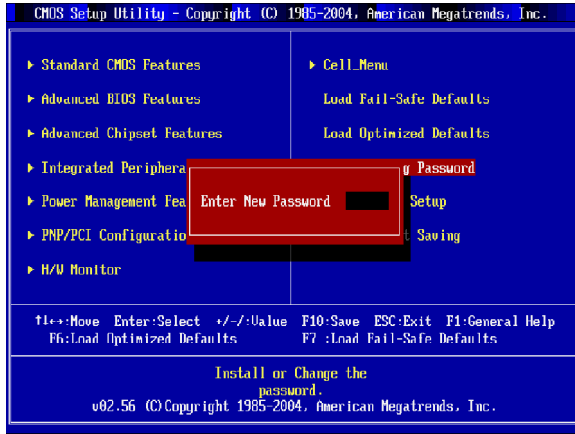 CMOS Setup Utility - Copyright (C) 1985-2004, American Megatrends, Inc.
▸ Standard CMOS Features
▸ Advanced BIOS Features
▸ Advanced Chipset Features
▸ Integrated Periphera
▸ Power Management Fea
▸ PNP/PCI Configuratio
▸ H/W Monitor
▸ Cell_Menu
Load Fail-Safe Defaults
Load Optimized Defaults
g Password
Setup
t Saving
Enter New Password
↑↓←→:Move Enter:Select +/-/:Value F10:Save ESC:Exit F1:General Help
F6:Load Optimized Defaults F7 :Load Fail-Safe Defaults
Install or Change the
password.
v02.56 (C)Copyright 1985-2004, American Megatrends, Inc.